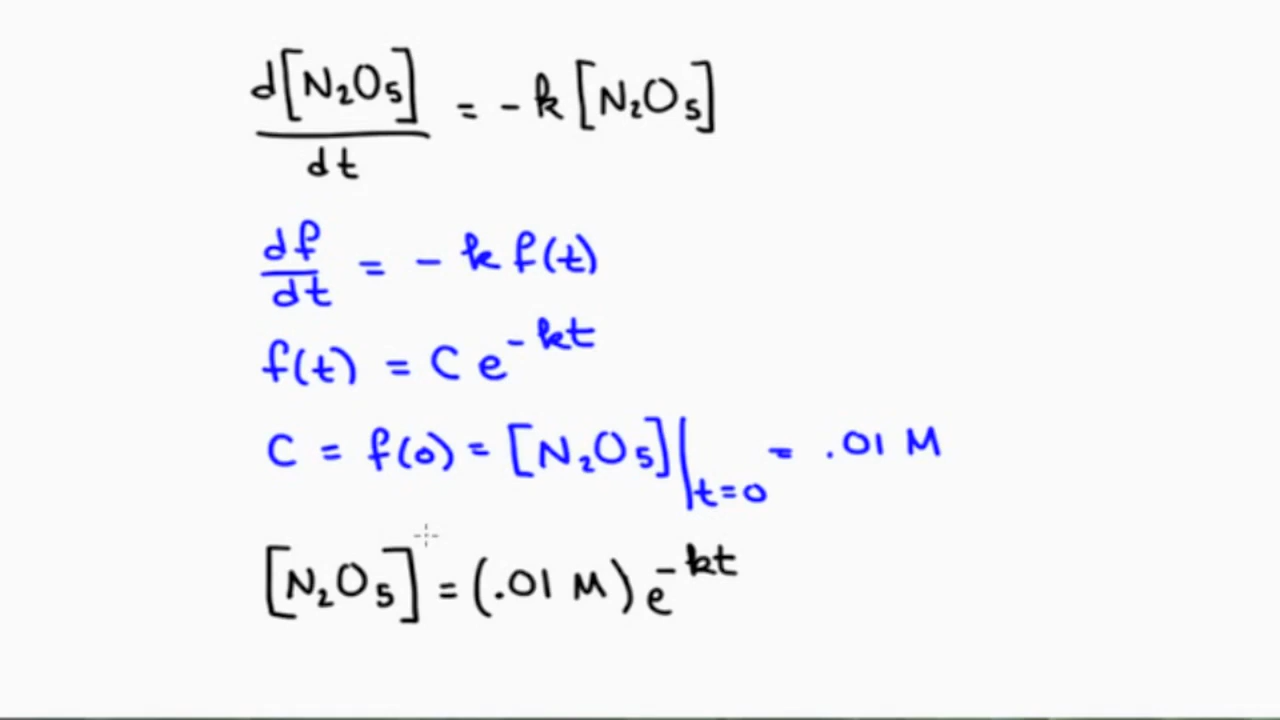 d[N₂O₅]/dt = -k[N₂O₅]
df/dt = -k f(t)
f(t) = C e^-kt
C = f(0) = [N₂O₅]|t=0 = .01 M
[N₂O₅] = (.01 M) e^-kt